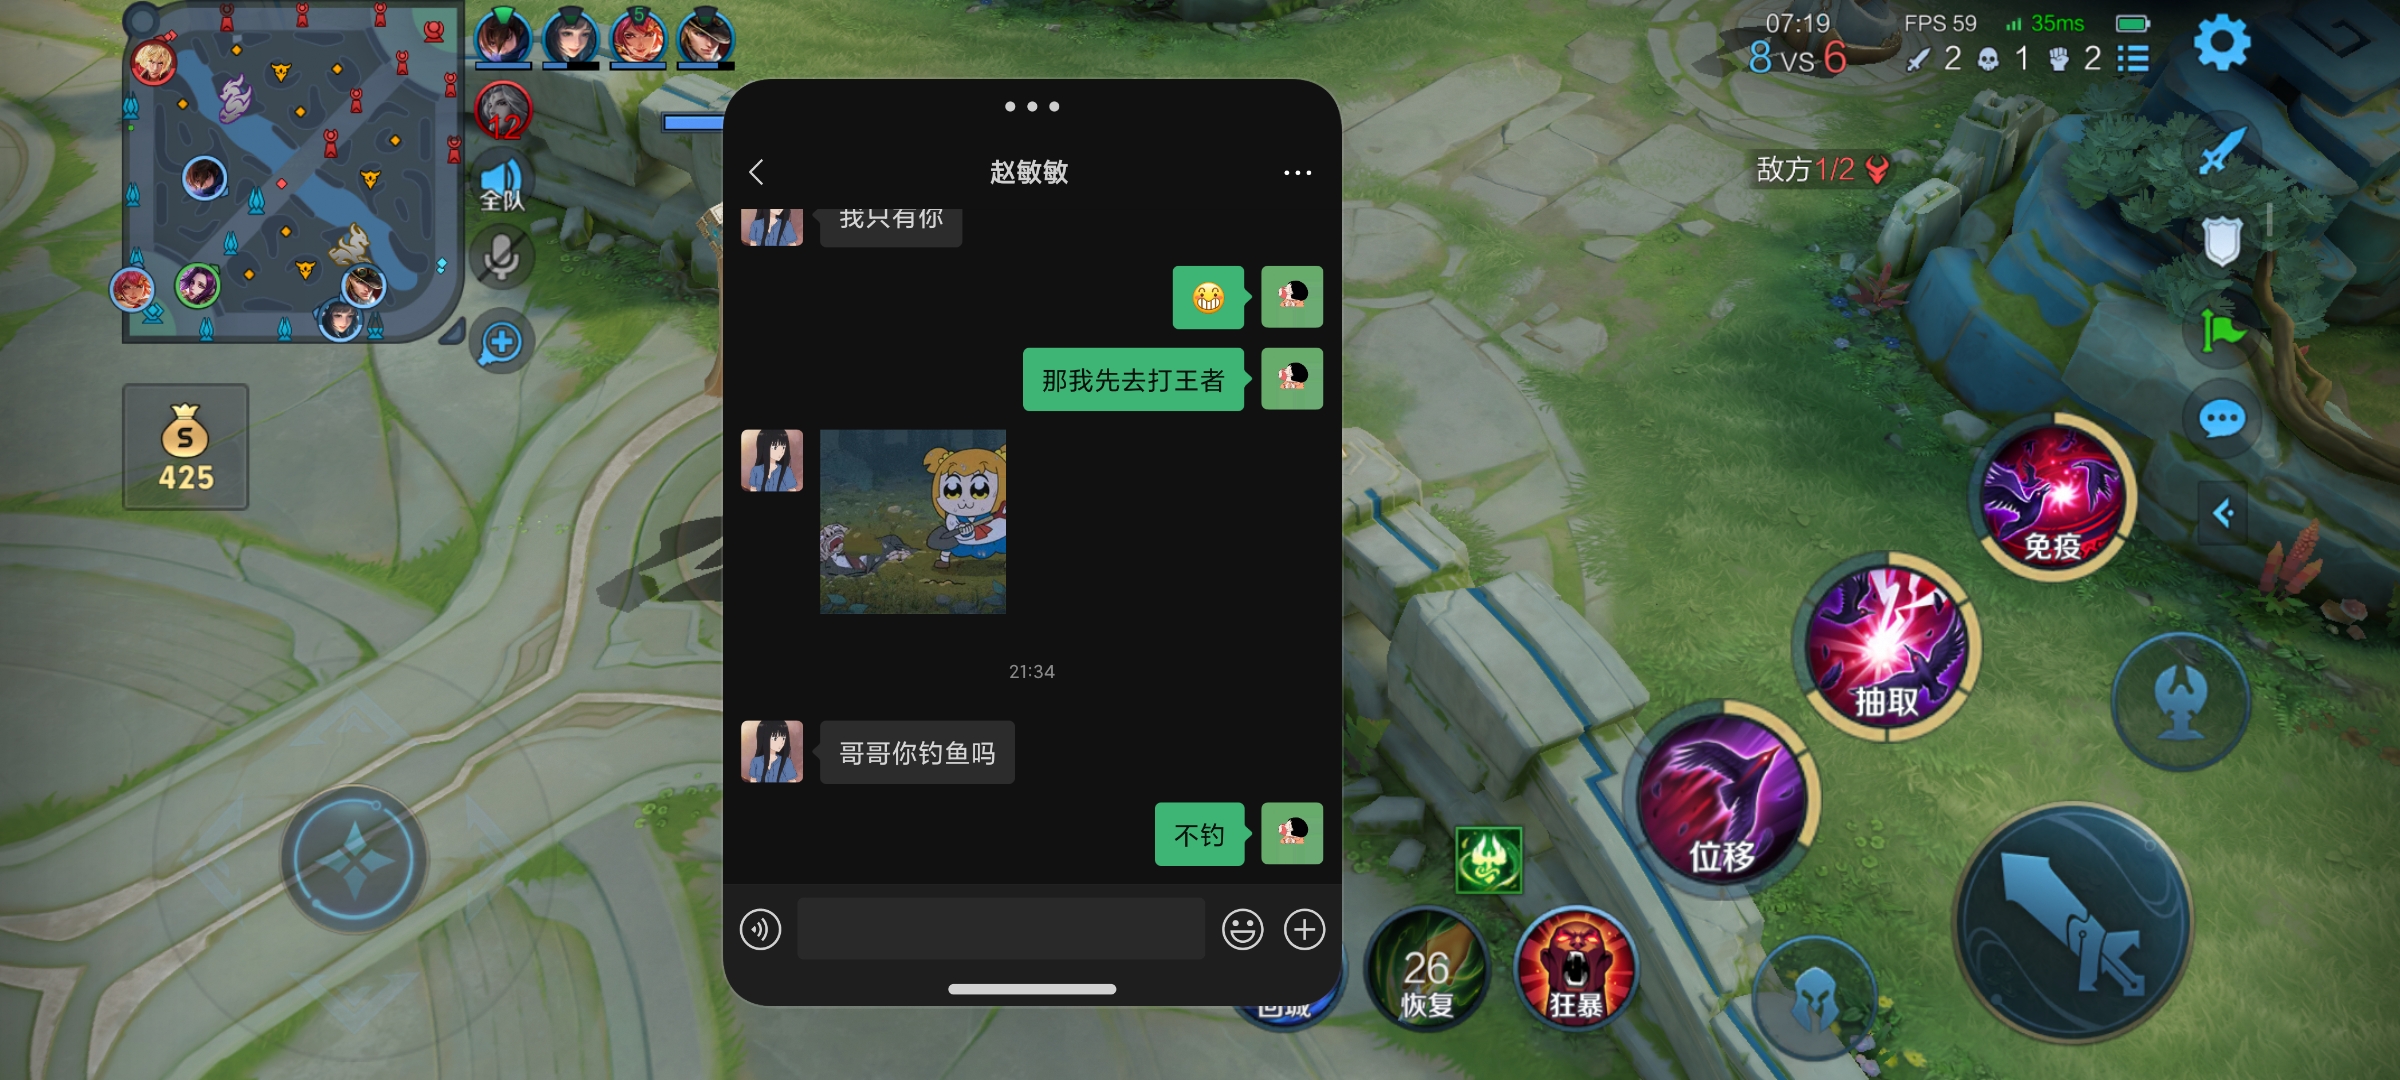 07:19
FPS 59
35ms
8 vs 6
2
1
2
5
12
全队
425
S
敌方1/2
赵敏敏
我只有你
那我先去打王者
21:34
哥哥你钓鱼吗
不钓
免疫
抽取
位移
回城
26
恢复
狂暴